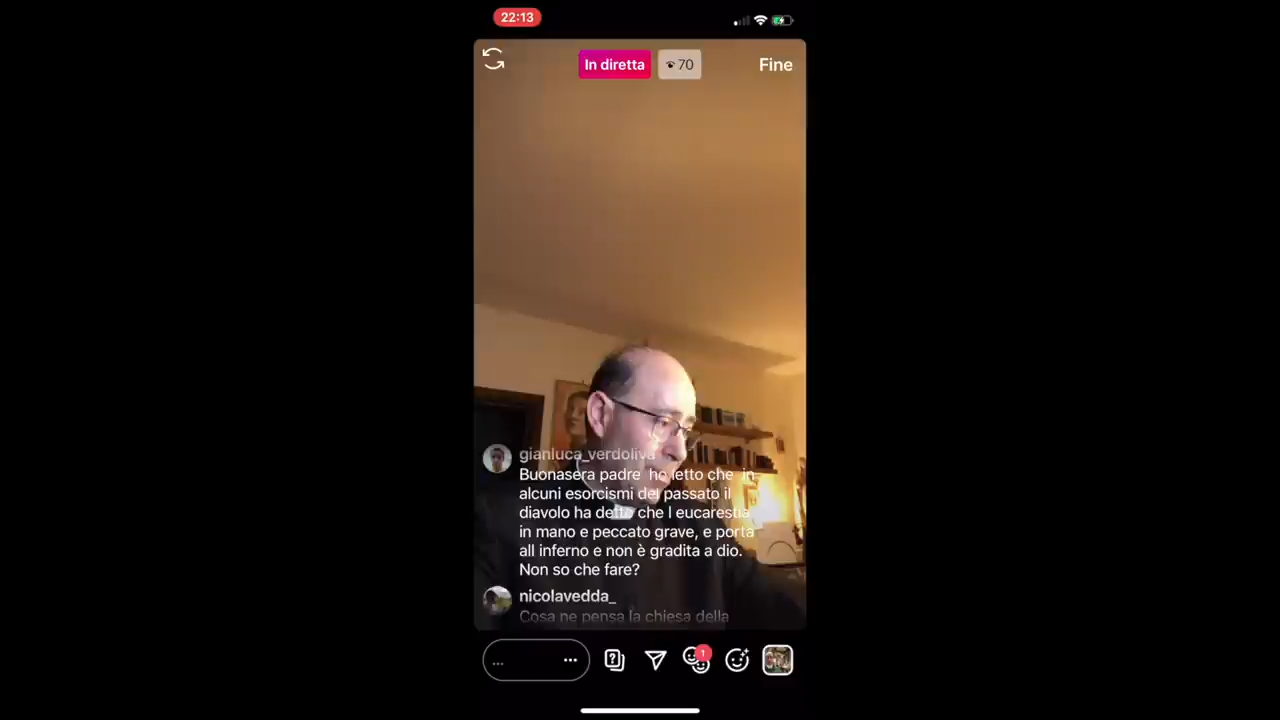 22:13
In diretta
70
Fine
gianluca_verdoliva
Buonasera padre ho letto che in
alcuni esorcismi del passato il
diavolo ha detto che l eucarestia
in mano e peccato grave, e porta
all inferno e non è gradita a dio.
Non so che fare?
nicolavedda_
Cosa ne pensa la chiesa della
...
1